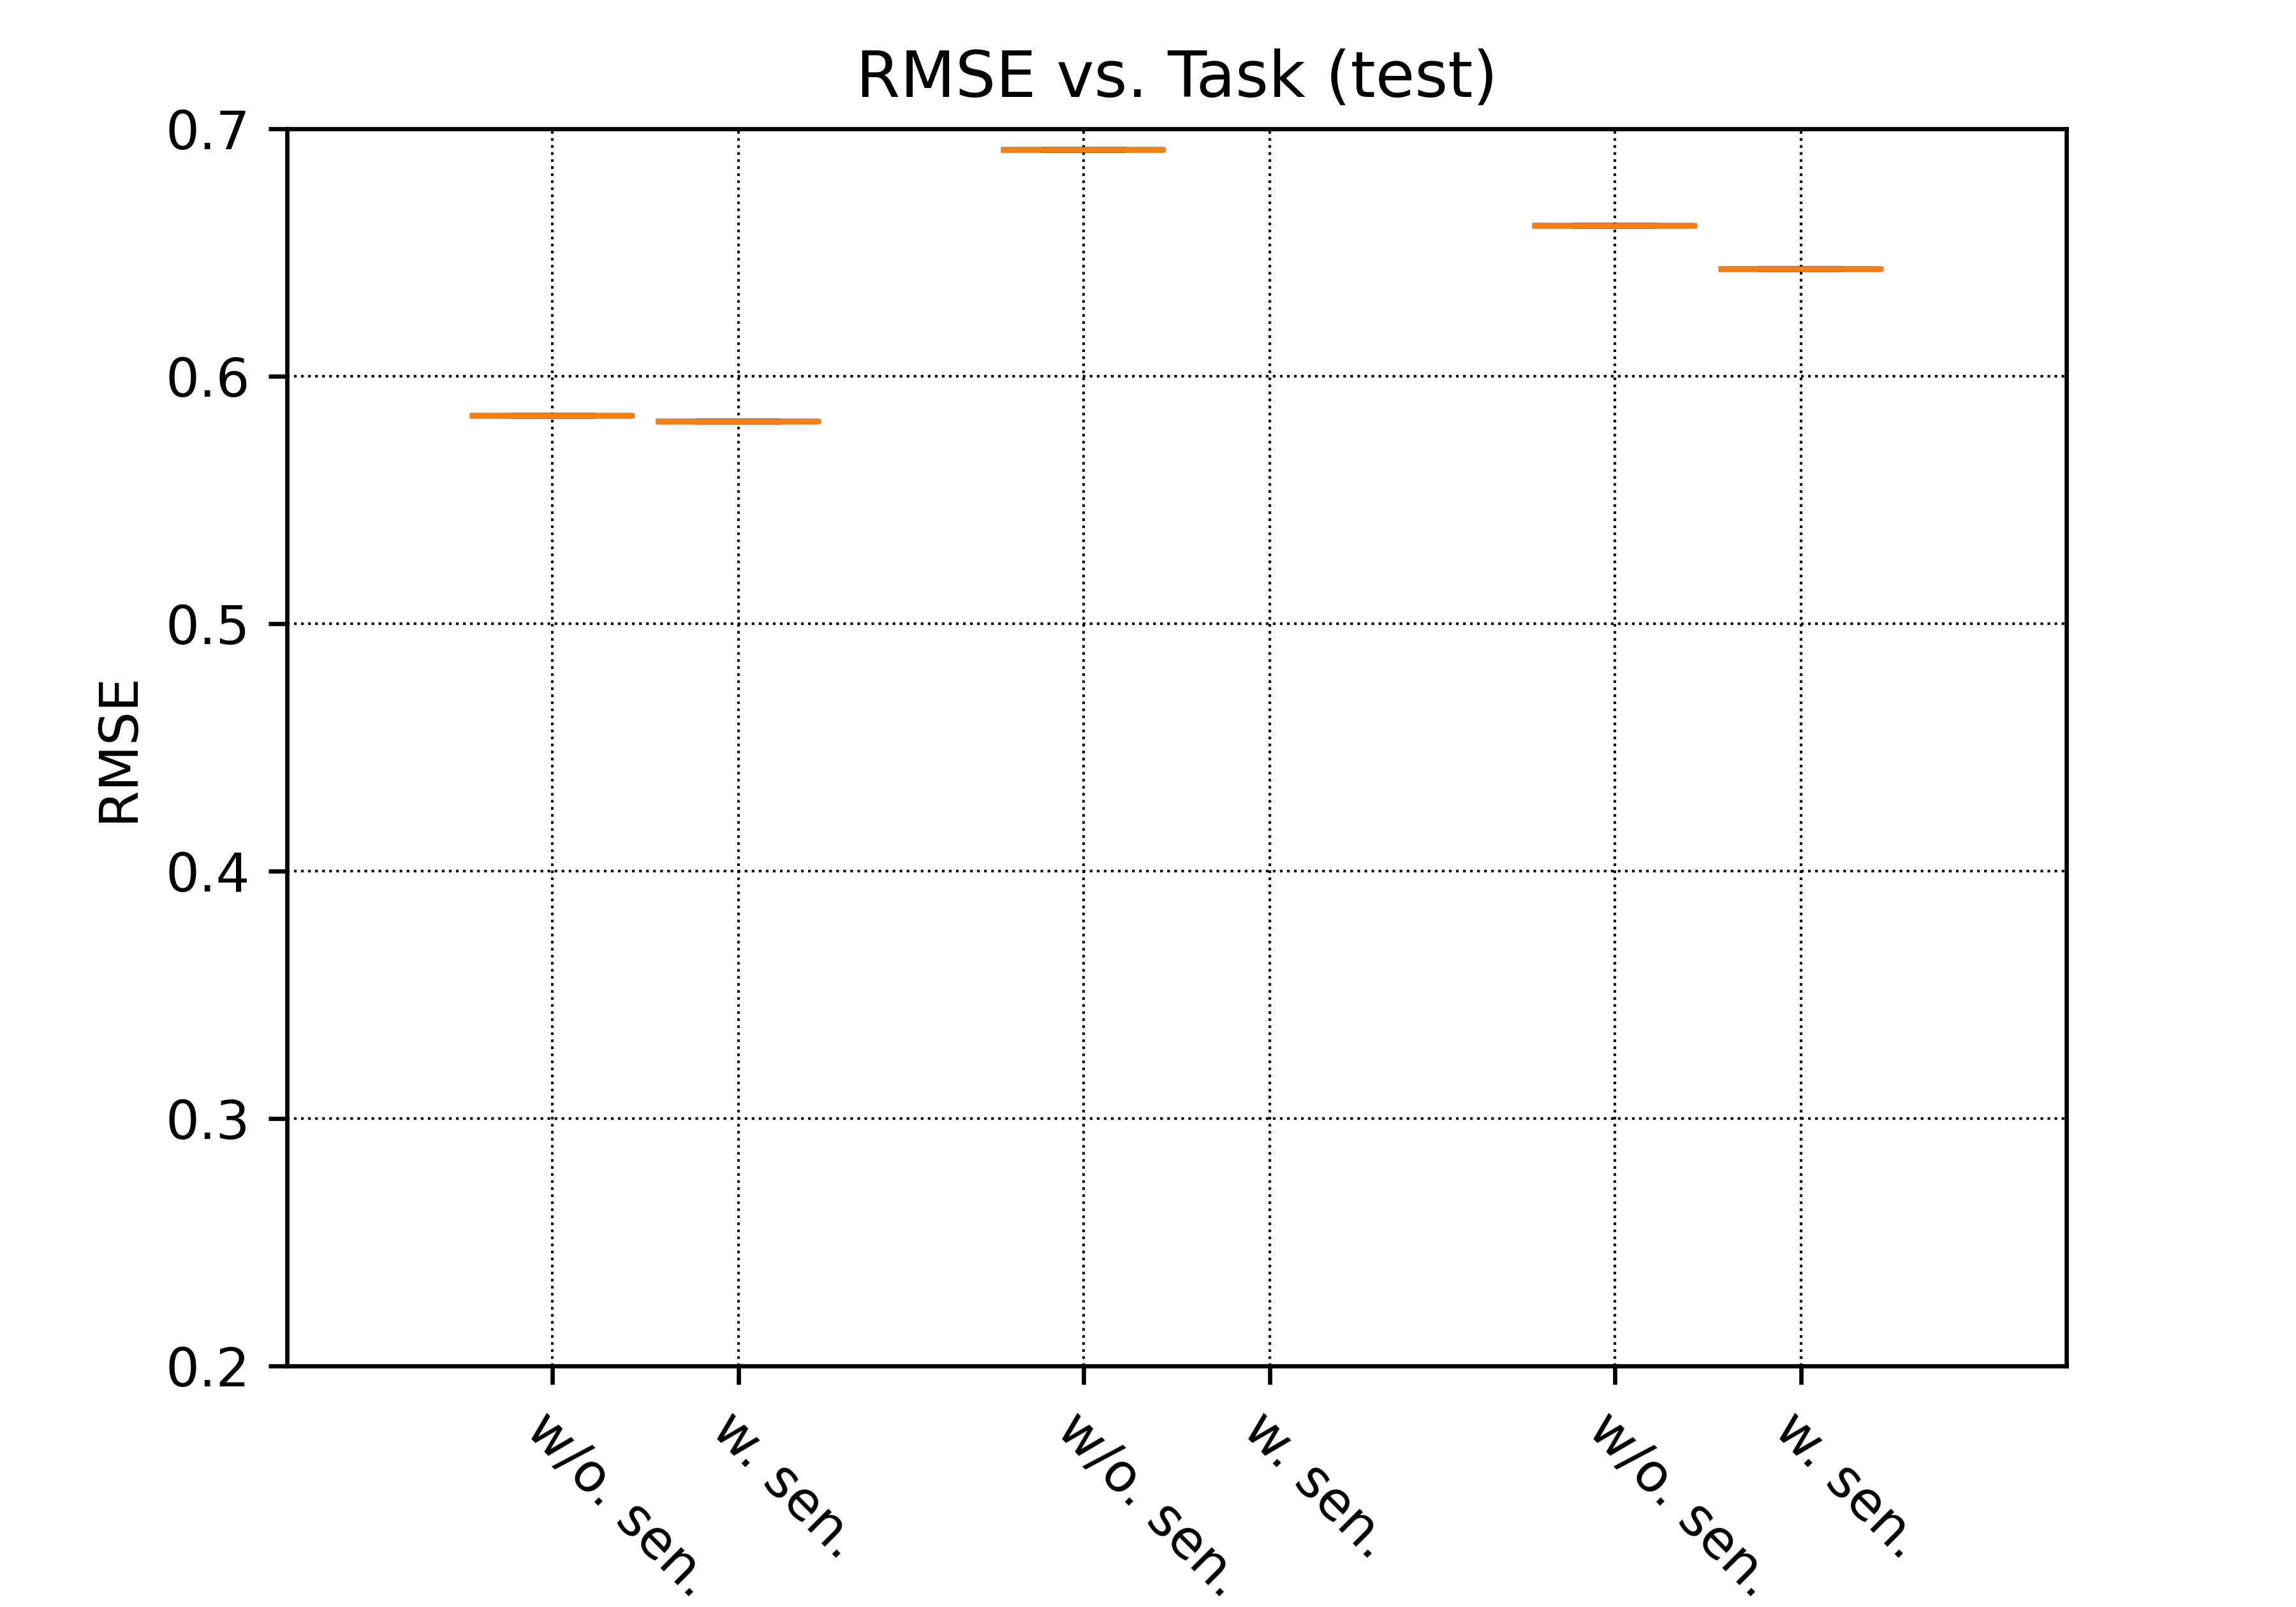 RMSE vs. Task (test)
0.7
0.6
0.5
0.4
0.3
0.2
RMSE
w/o. sen.
w. sen.
w/o. sen.
w. sen.
w/o. sen.
w. sen.